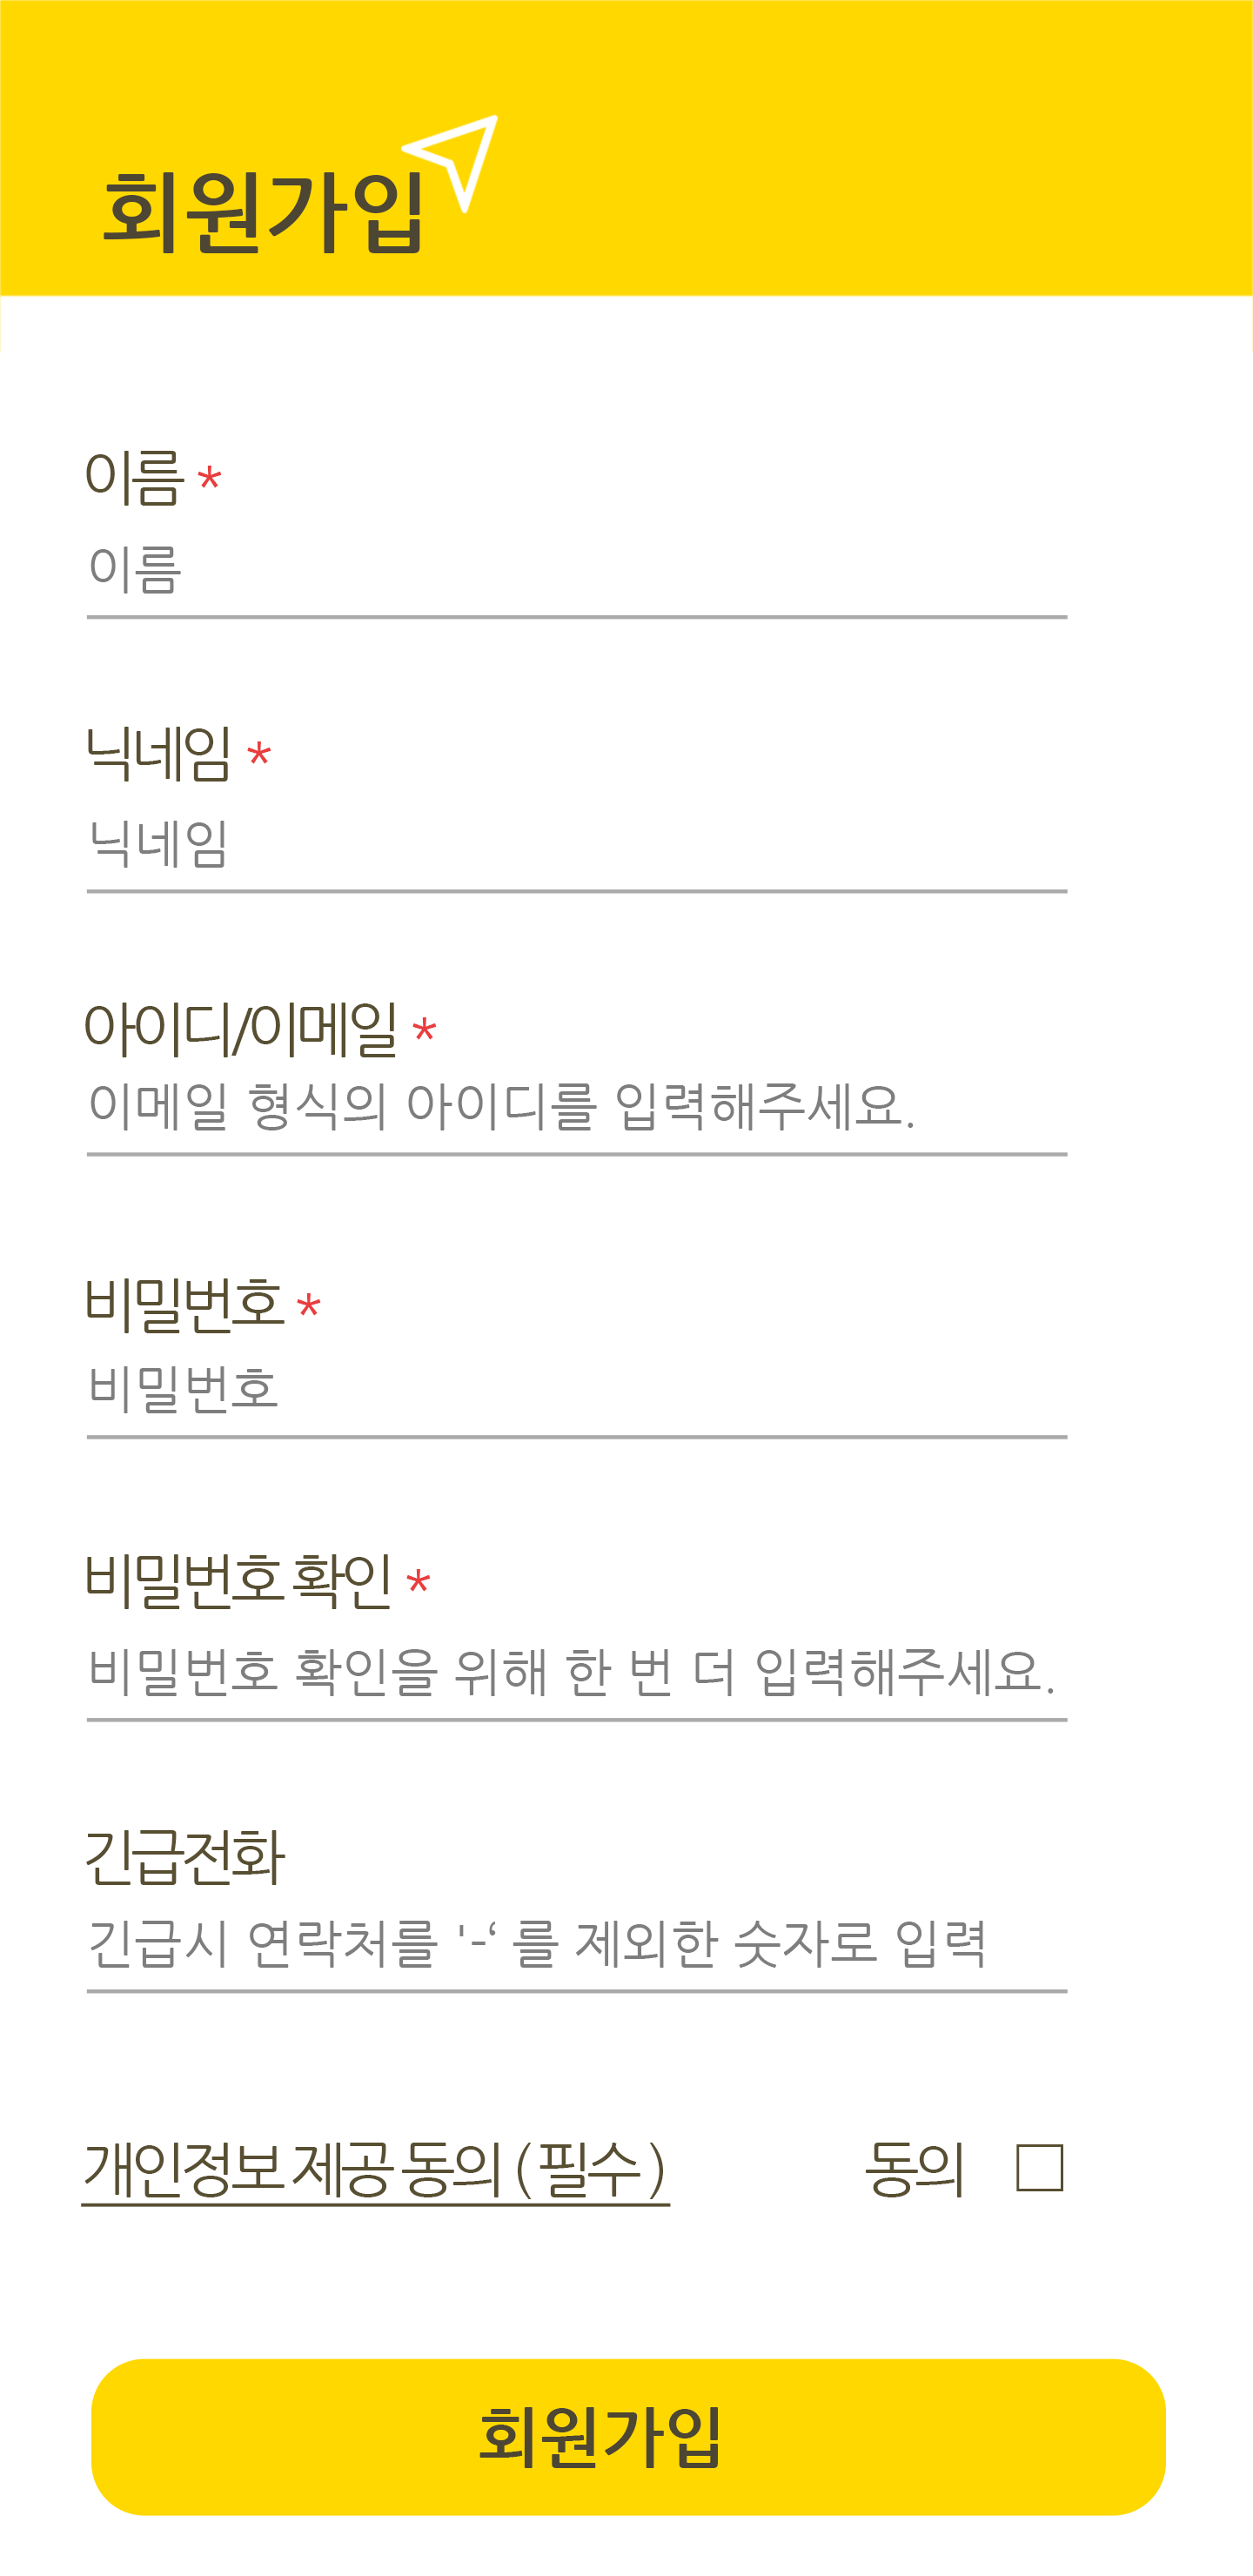 회원가입
이름 *
이름
닉네임 *
닉네임
아이디/이메일 *
이메일 형식의 아이디를 입력해주세요.
비밀번호 *
비밀번호
비밀번호 확인 *
비밀번호 확인을 위해 한 번 더 입력해주세요.
긴급전화
긴급시 연락처를 '-‘ 를 제외한 숫자로 입력
개인정보 제공 동의 ( 필수 ) 동의 □
회원가입